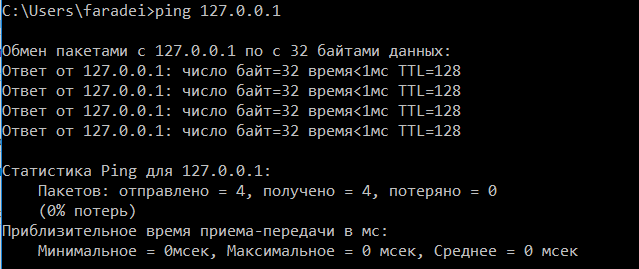 C:\Users\faradei>ping 127.0.0.1
Обмен пакетами с 127.0.0.1 по с 32 байтами данных:
Ответ от 127.0.0.1: число байт=32 время<1мс TTL=128
Ответ от 127.0.0.1: число байт=32 время<1мс TTL=128
Ответ от 127.0.0.1: число байт=32 время<1мс TTL=128
Ответ от 127.0.0.1: число байт=32 время<1мс TTL=128
Статистика Ping для 127.0.0.1:
Пакетов: отправлено = 4, получено = 4, потеряно = 0
(0% потерь)
Приблизительное время приема-передачи в мс:
Минимальное = 0мсек, Максимальное = 0 мсек, Среднее = 0 мсек